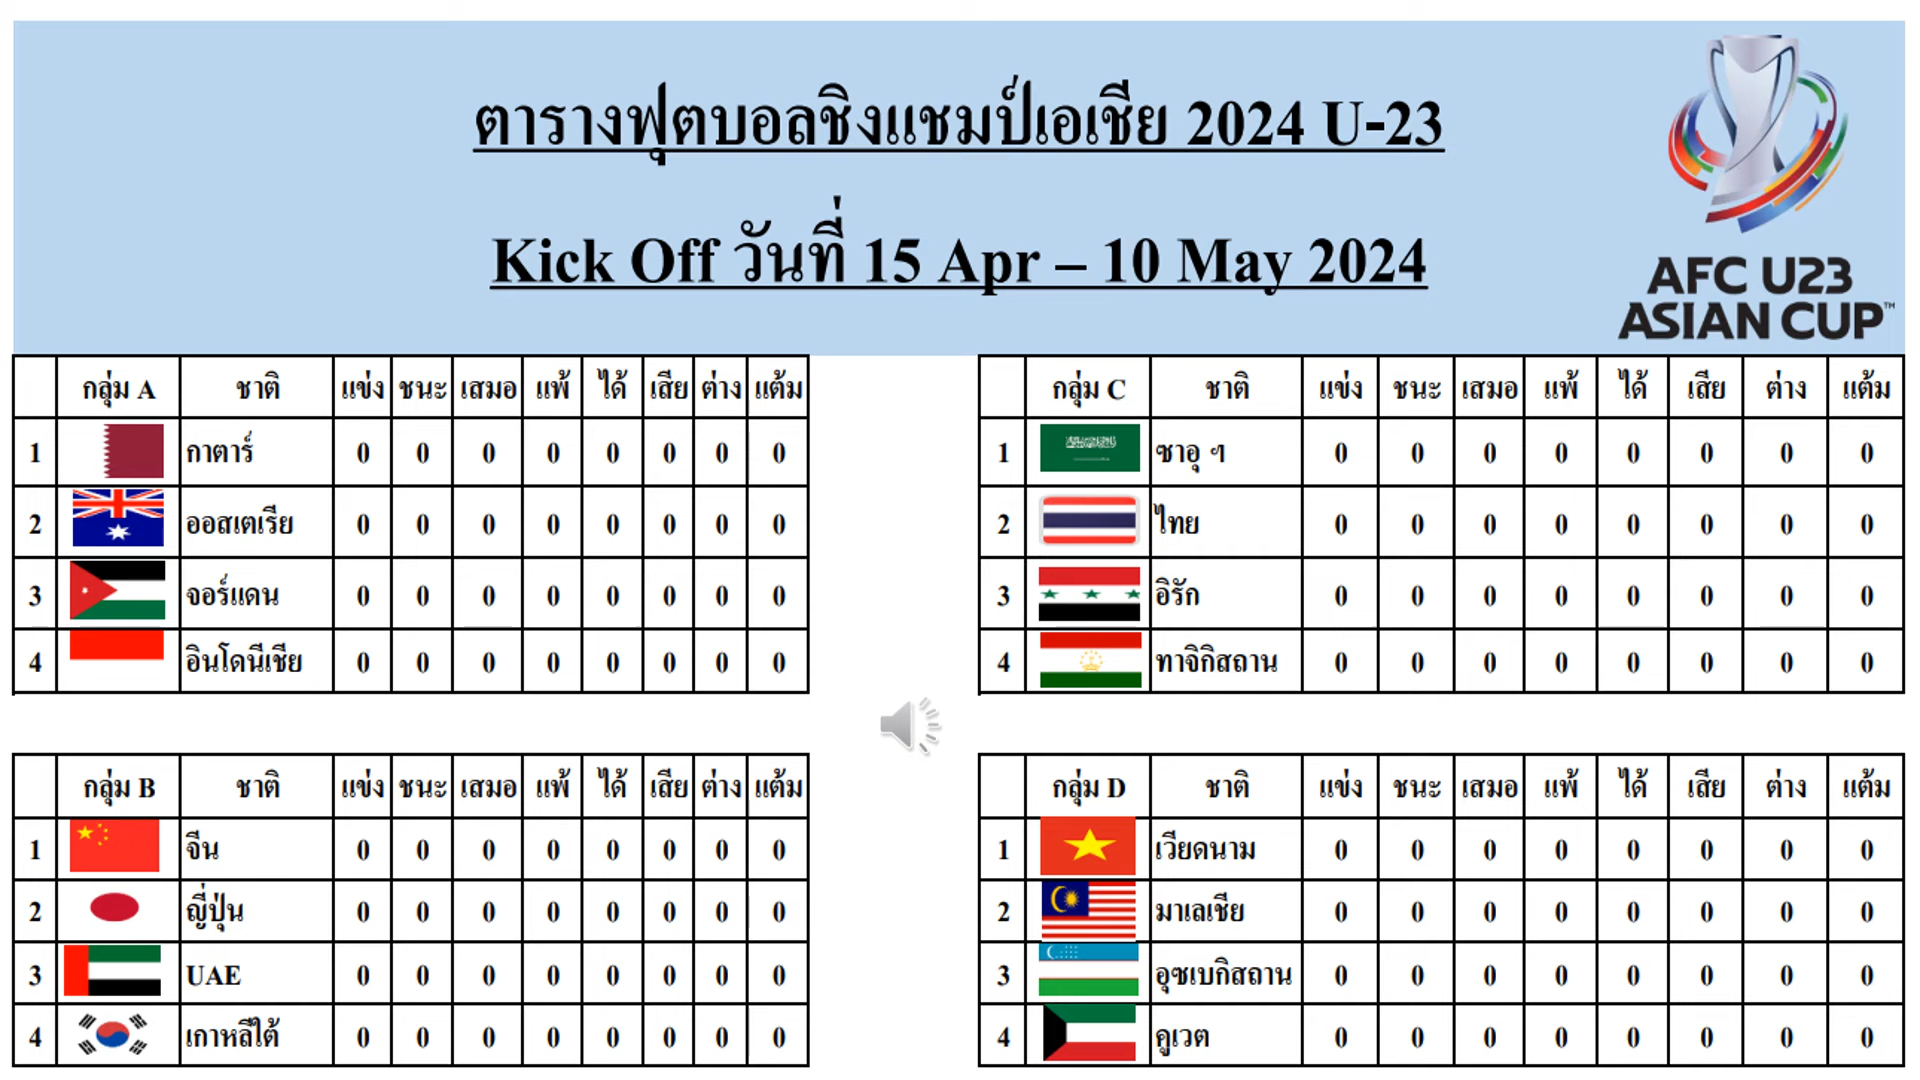 ตารางฟุตบอลชิงแชมป์เอเชีย 2024 U-23
Kick Off วันที่ 15 Apr – 10 May 2024
AFC U23
ASIAN CUP™
กลุ่ม A ชาติ แข่ง ชนะ เสมอ แพ้ ได้ เสีย ต่าง แต้ม
1 กาตาร์ 0 0 0 0 0 0 0 0
2 ออสเตเรีย 0 0 0 0 0 0 0 0
3 จอร์แดน 0 0 0 0 0 0 0 0
4 อินโดนีเซีย 0 0 0 0 0 0 0 0
กลุ่ม C ชาติ แข่ง ชนะ เสมอ แพ้ ได้ เสีย ต่าง แต้ม
1 ซาอุ ฯ 0 0 0 0 0 0 0 0
2 ไทย 0 0 0 0 0 0 0 0
3 อิรัก 0 0 0 0 0 0 0 0
4 ทาจิกิสถาน 0 0 0 0 0 0 0 0
กลุ่ม B ชาติ แข่ง ชนะ เสมอ แพ้ ได้ เสีย ต่าง แต้ม
1 จีน 0 0 0 0 0 0 0 0
2 ญี่ปุ่น 0 0 0 0 0 0 0 0
3 UAE 0 0 0 0 0 0 0 0
4 เกาหลีใต้ 0 0 0 0 0 0 0 0
กลุ่ม D ชาติ แข่ง ชนะ เสมอ แพ้ ได้ เสีย ต่าง แต้ม
1 เวียดนาม 0 0 0 0 0 0 0 0
2 มาเลเซีย 0 0 0 0 0 0 0 0
3 อุซเบกิสถาน 0 0 0 0 0 0 0 0
4 คูเวต 0 0 0 0 0 0 0 0